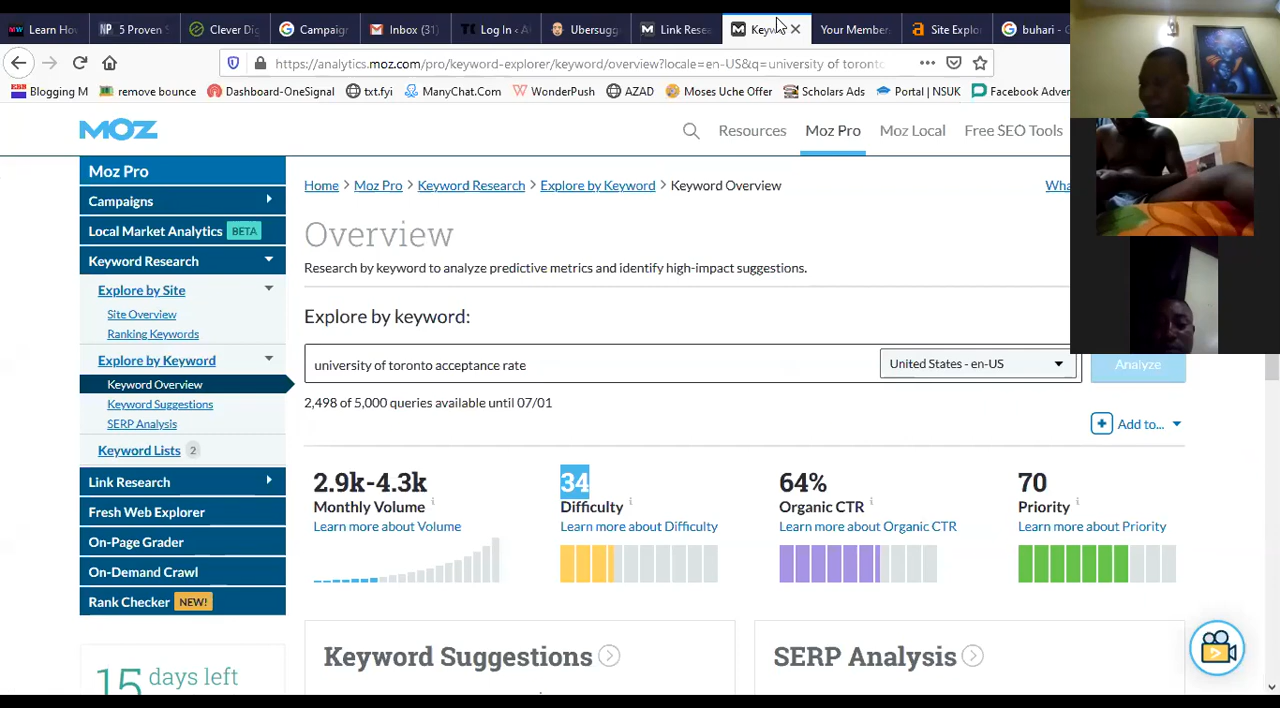 Learn Ho
5 Proven
Clever Dig
Campaig
Inbox (31)
Log In ‹ A
Ubersugg
Link Rese
Keyw
Your Membe
Site Explo
buhari - G
https://analytics.moz.com/pro/keyword-explorer/keyword/overview?locale=en-US&q=university of toronto
Blogging M
remove bounce
Dashboard-OneSignal
txt.fyi
ManyChat.Com
WonderPush
AZAD
Moses Uche Offer
Scholars Ads
Portal | NSUK
Facebook Adver
MOZ
Resources
Moz Pro
Moz Local
Free SEO Tools
Moz Pro
Campaigns
Local Market Analytics BETA
Keyword Research
Explore by Site
Site Overview
Ranking Keywords
Explore by Keyword
Keyword Overview
Keyword Suggestions
SERP Analysis
Keyword Lists 2
Link Research
Fresh Web Explorer
On-Page Grader
On-Demand Crawl
Rank Checker NEW!
15 days left
Home > Moz Pro > Keyword Research > Explore by Keyword > Keyword Overview
Wha
Overview
Research by keyword to analyze predictive metrics and identify high-impact suggestions.
Explore by keyword:
university of toronto acceptance rate
United States - en-US
Analyze
2,498 of 5,000 queries available until 07/01
Add to...
2.9k-4.3k
Monthly Volume
Learn more about Volume
34
Difficulty
Learn more about Difficulty
64%
Organic CTR
Learn more about Organic CTR
70
Priority
Learn more about Priority
Keyword Suggestions
SERP Analysis